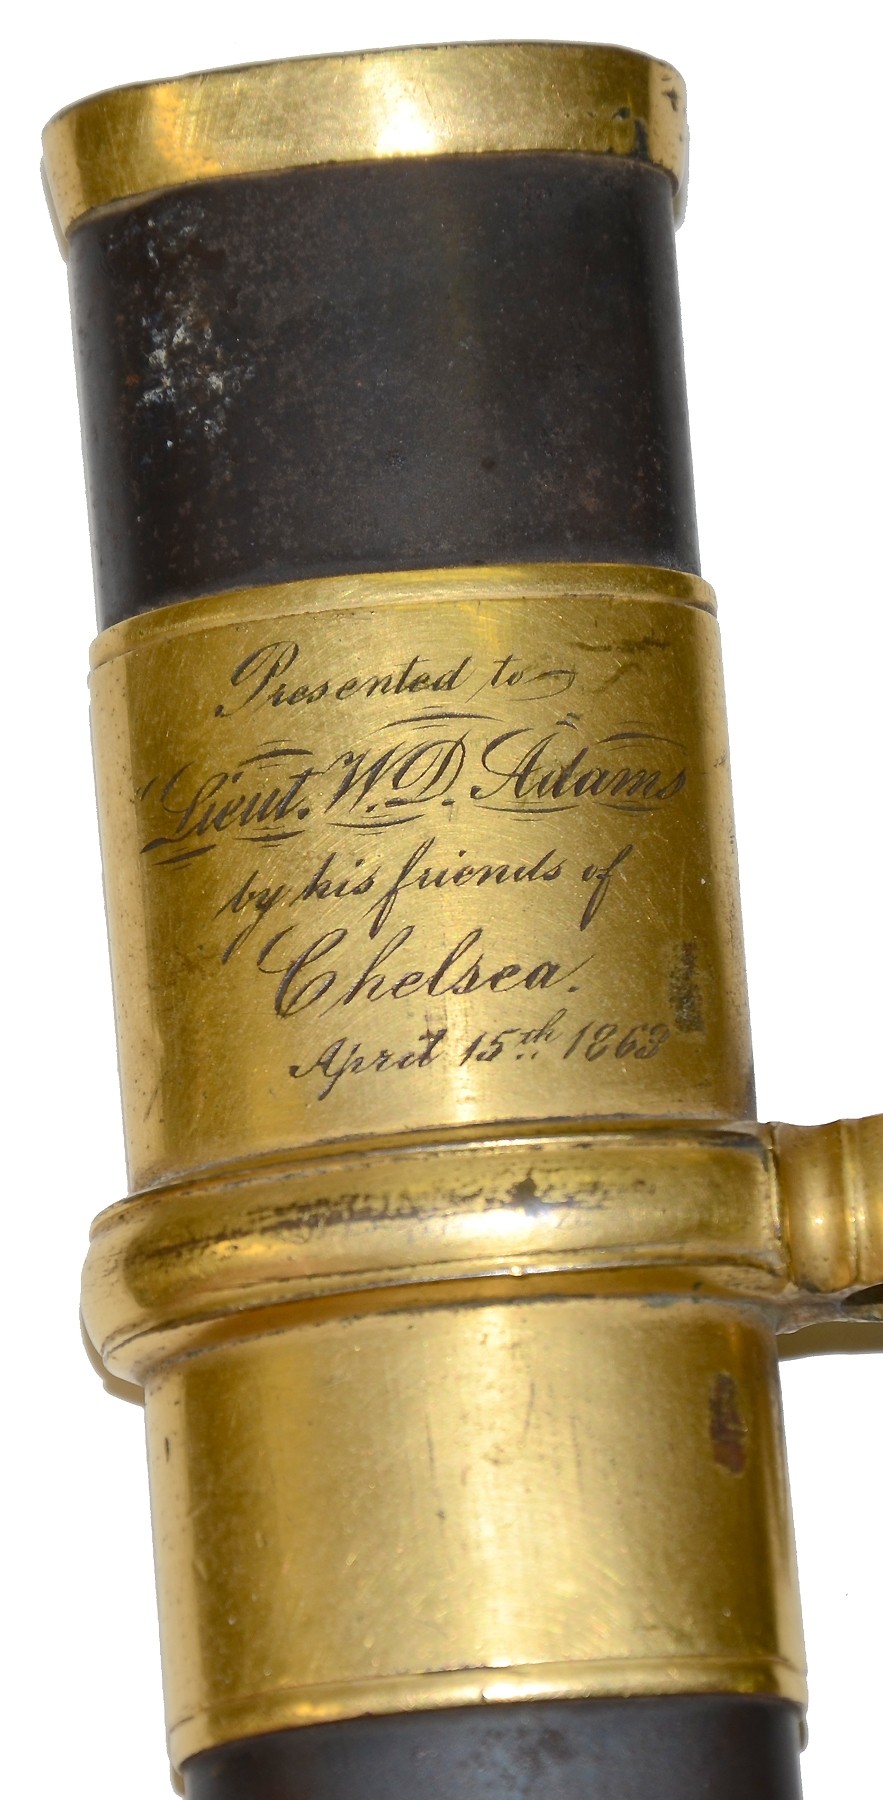 Presented to
Lieut. W. D. Adams
by his friends of
Chelsea.
April 15th 1863